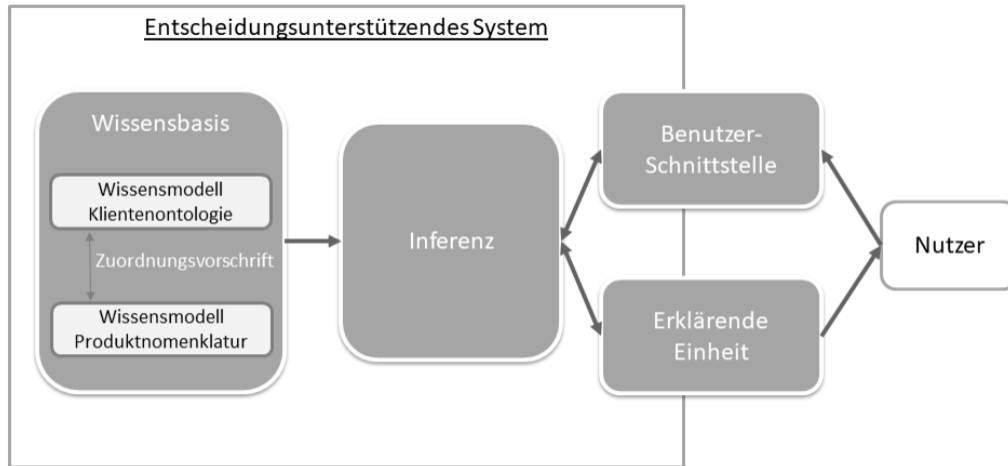 Entscheidungsunterstützendes System
Wissensbasis
Wissensmodell
Klientenontologie
Zuordnungsvorschrift
Wissensmodell
Produktnomenklatur
Inferenz
Benutzer-
Schnittstelle
Erklärende
Einheit
Nutzer